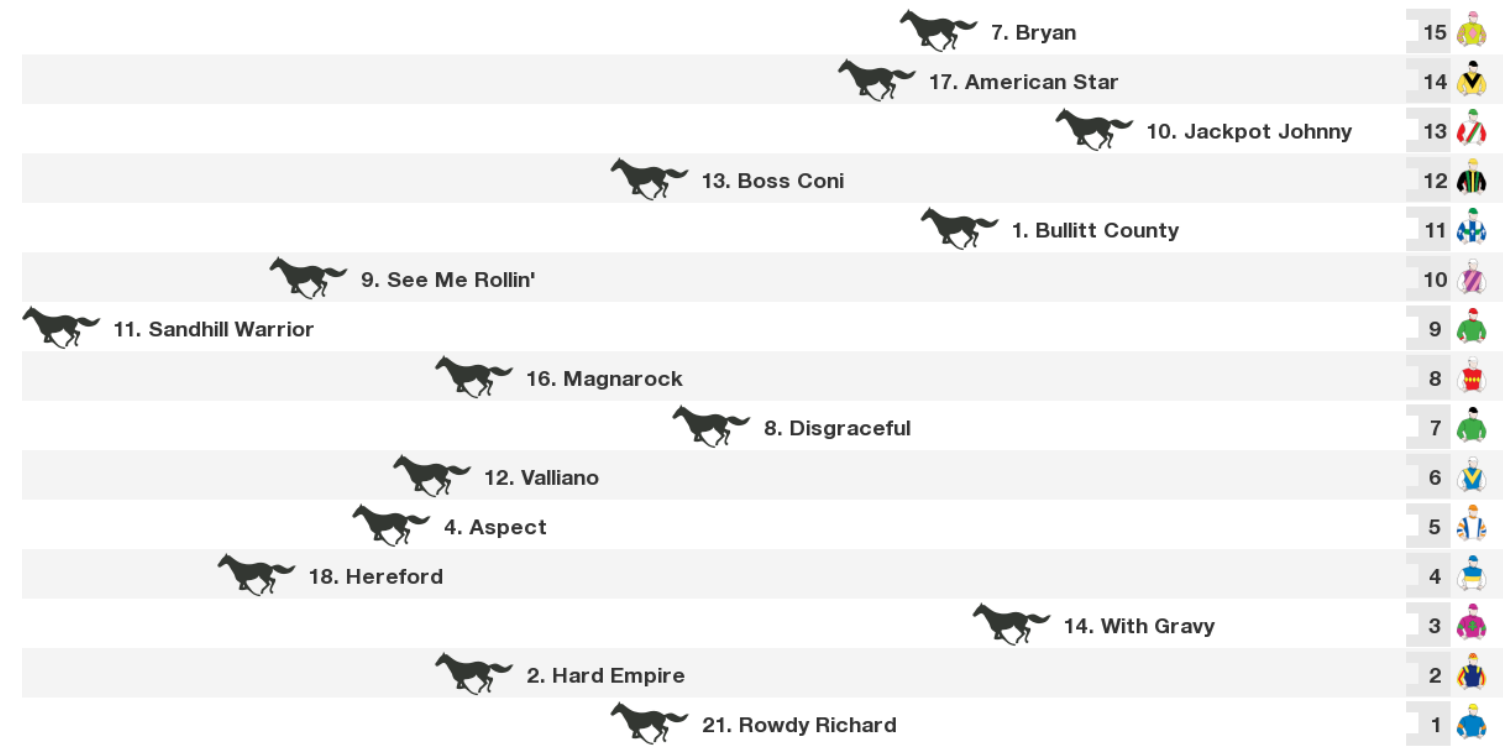 7. Bryan 15
17. American Star 14
10. Jackpot Johnny 13
13. Boss Coni 12
1. Bullitt County 11
9. See Me Rollin' 10
11. Sandhill Warrior 9
16. Magnarock 8
8. Disgraceful 7
12. Valliano 6
4. Aspect 5
18. Hereford 4
14. With Gravy 3
2. Hard Empire 2
21. Rowdy Richard 1